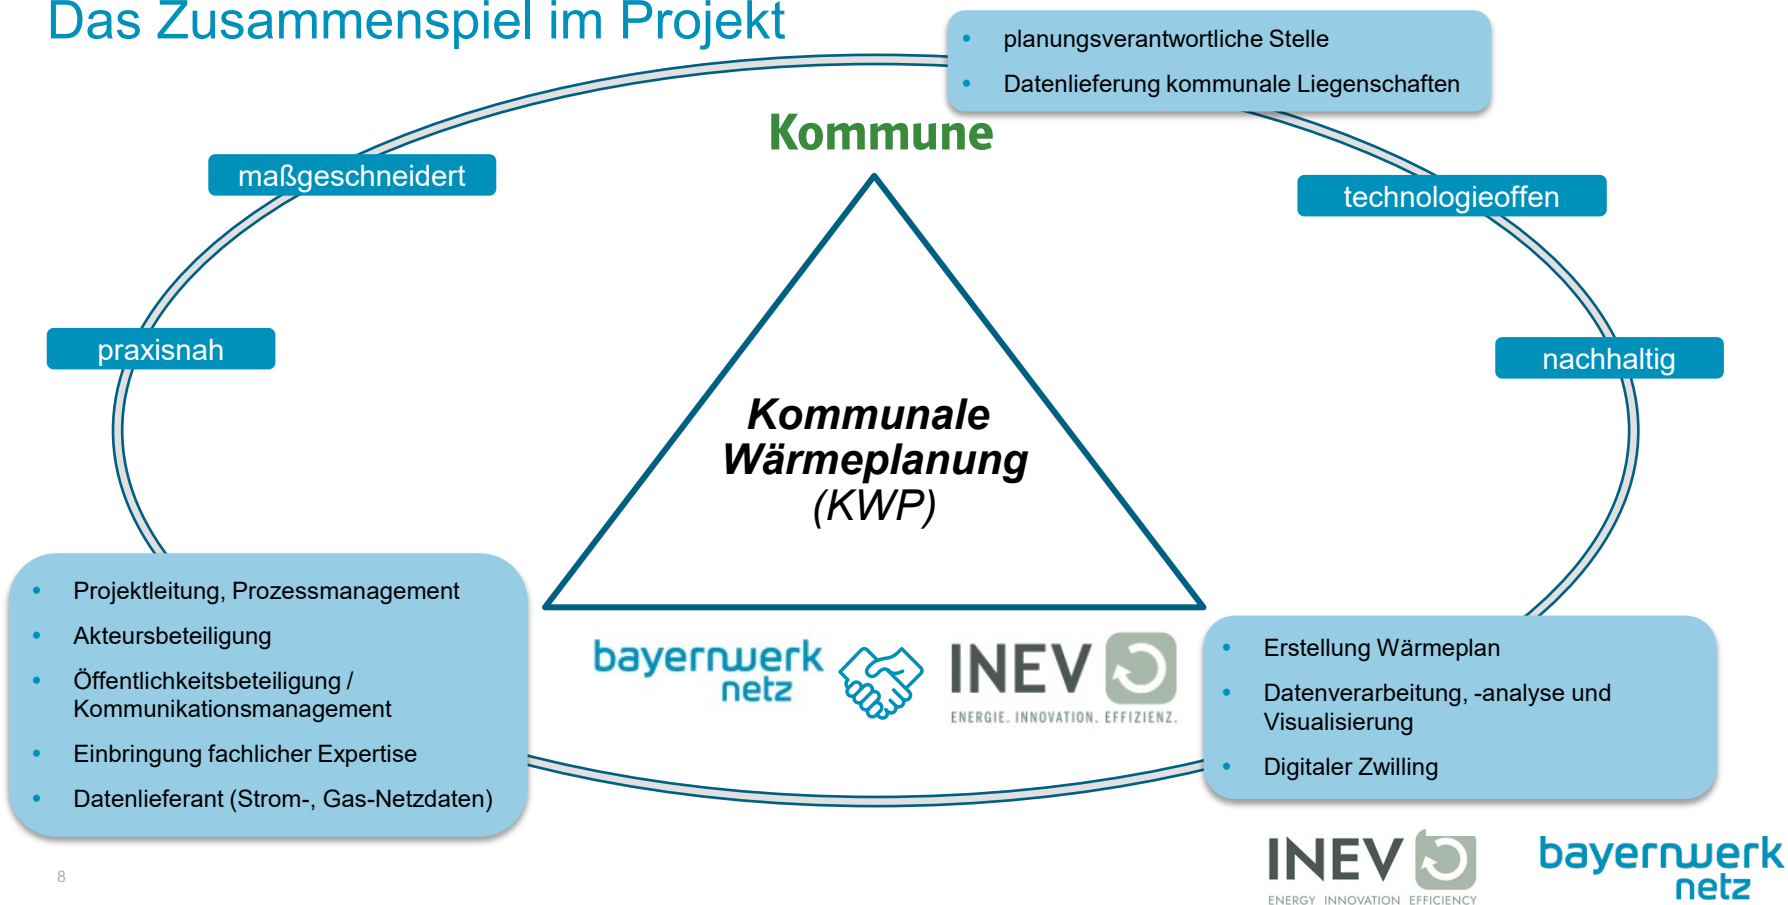 Das Zusammenspiel im Projekt
• planungsverantwortliche Stelle
• Datenlieferung kommunale Liegenschaften
Kommune
maßgeschneidert
technologieoffen
praxisnah
nachhaltig
Kommunale
Wärmeplanung
(KWP)
• Projektleitung, Prozessmanagement
• Akteursbeteiligung
• Öffentlichkeitsbeteiligung /
Kommunikationsmanagement
• Einbringung fachlicher Expertise
• Datenlieferant (Strom-, Gas-Netzdaten)
bayernwerk
netz
INEV
ENERGIE. INNOVATION. EFFIZIENZ.
• Erstellung Wärmeplan
• Datenverarbeitung, -analyse und
Visualisierung
• Digitaler Zwilling
8
INEV
ENERGY INNOVATION EFFICIENCY
bayernwerk
netz